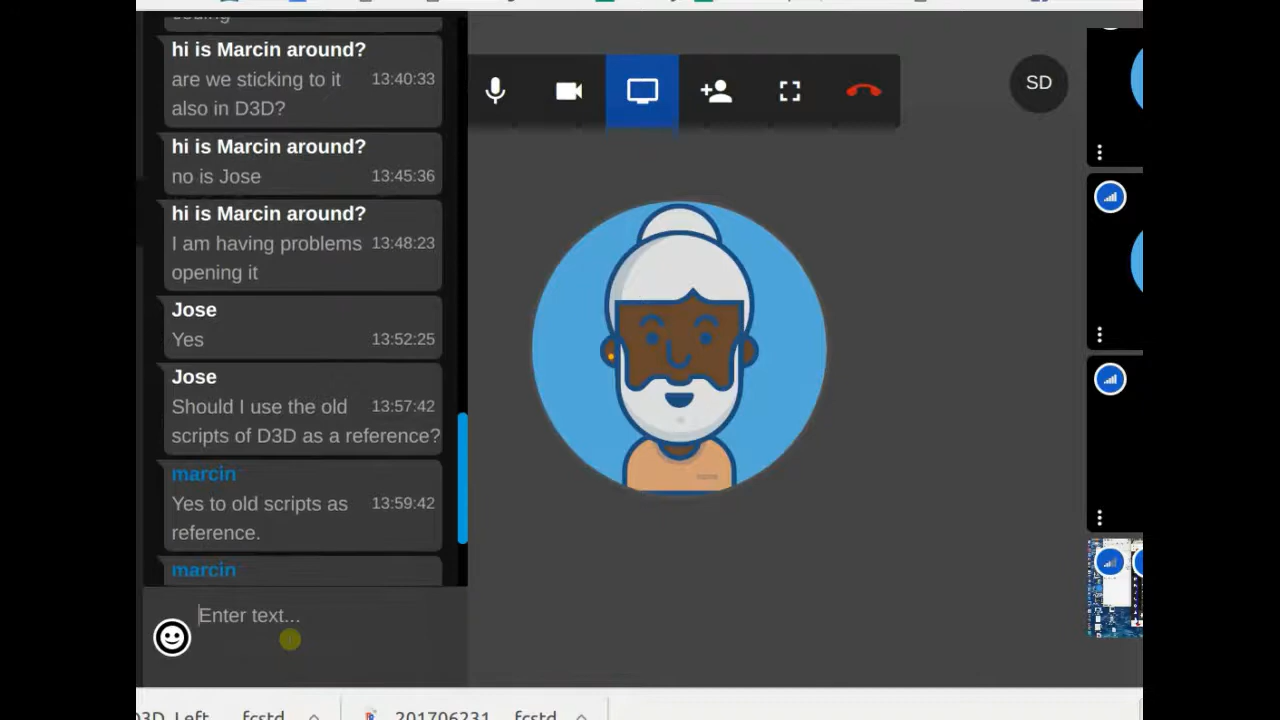 hi is Marcin around?
are we sticking to it
13:40:33
also in D3D?
hi is Marcin around?
no is Jose
13:45:36
hi is Marcin around?
I am having problems
13:48:23
opening it
Jose
Yes
13:52:25
Jose
Should I use the old
13:57:42
scripts of D3D as a reference?
marcin
Yes to old scripts as
13:59:42
reference.
marcin
Enter text...
SD
fcstd
201706231
fcstd